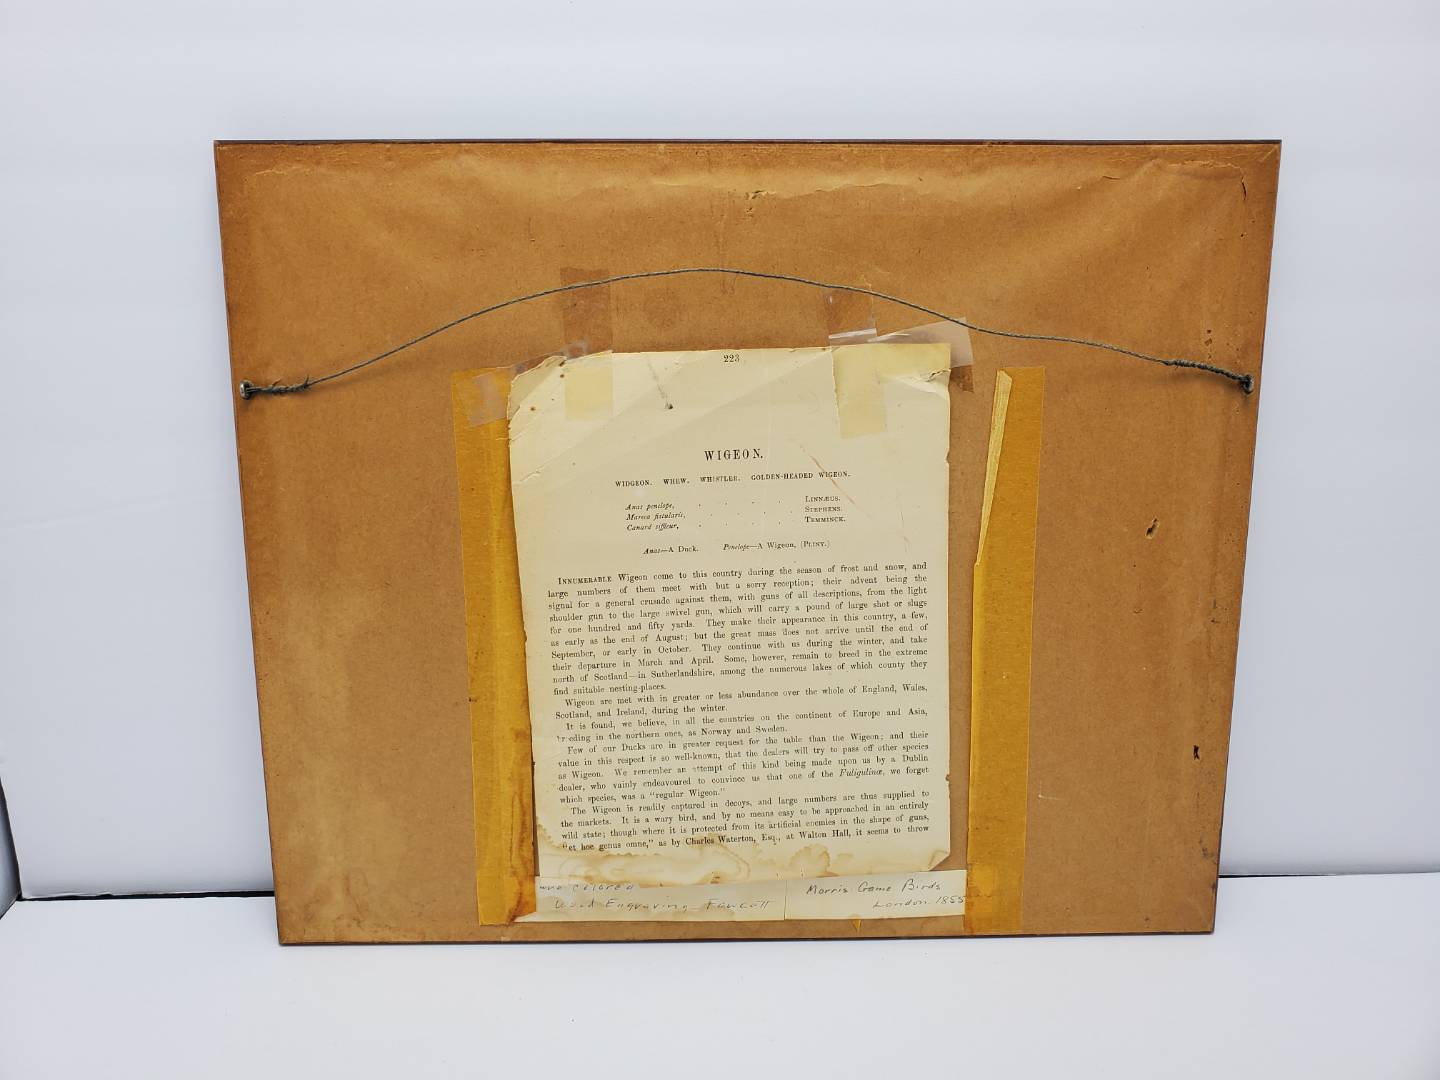 223
WIGEON.
WIDGEON. WHEW. WHISTLER. GOLDEN-HEADED WIGEON.
Anas penelope, . . . . LINNÆUS.
Mareca fistularis, . . . . STEPHENS.
Canard siffleur, . . . . TEMMINCK.
Anas—A Duck. Penelope—A Wigeon, (PLINY.)
INNUMERABLE Wigeon come to this country during the season of frost and snow, and
large numbers of them meet with but a sorry reception; their advent being the
signal for a general crusade against them, with guns of all descriptions, from the light
shoulder gun to the large swivel gun, which will carry a pound of large shot or slugs
for one hundred and fifty yards. They make their appearance in this country, a few,
as early as the end of August; but the great mass does not arrive until the end of
September, or early in October. They continue with us during the winter, and take
their departure in March and April. Some, however, remain to breed in the extreme
north of Scotland—in Sutherlandshire, among the numerous lakes of which county they
find suitable nesting-places.
Wigeon are met with in greater or less abundance over the whole of England, Wales,
Scotland, and Ireland, during the winter.
It is found, we believe, in all the countries on the continent of Europe and Asia,
breeding in the northern ones, as Norway and Sweden.
Few of our Ducks are in greater request for the table than the Wigeon; and their
value in this respect is so well-known, that the dealers will try to pass off other species
as Wigeon. We remember an attempt of this kind being made upon us by a Dublin
dealer, who vainly endeavoured to convince us that one of the Fuligulinæ, we forget
which species, was a "regular Wigeon."
The Wigeon is readily captured in decoys, and large numbers are thus supplied to
the markets. It is a wary bird, and by no means easy to be approached in an entirely
wild state; though where it is protected from its artificial enemies in the shape of guns,
"et hoc genus omne," as by Charles Waterton, Esq., at Walton Hall, it seems to throw
colored
Wood Engraving Fawcett
Morris Game Birds
London. 1855